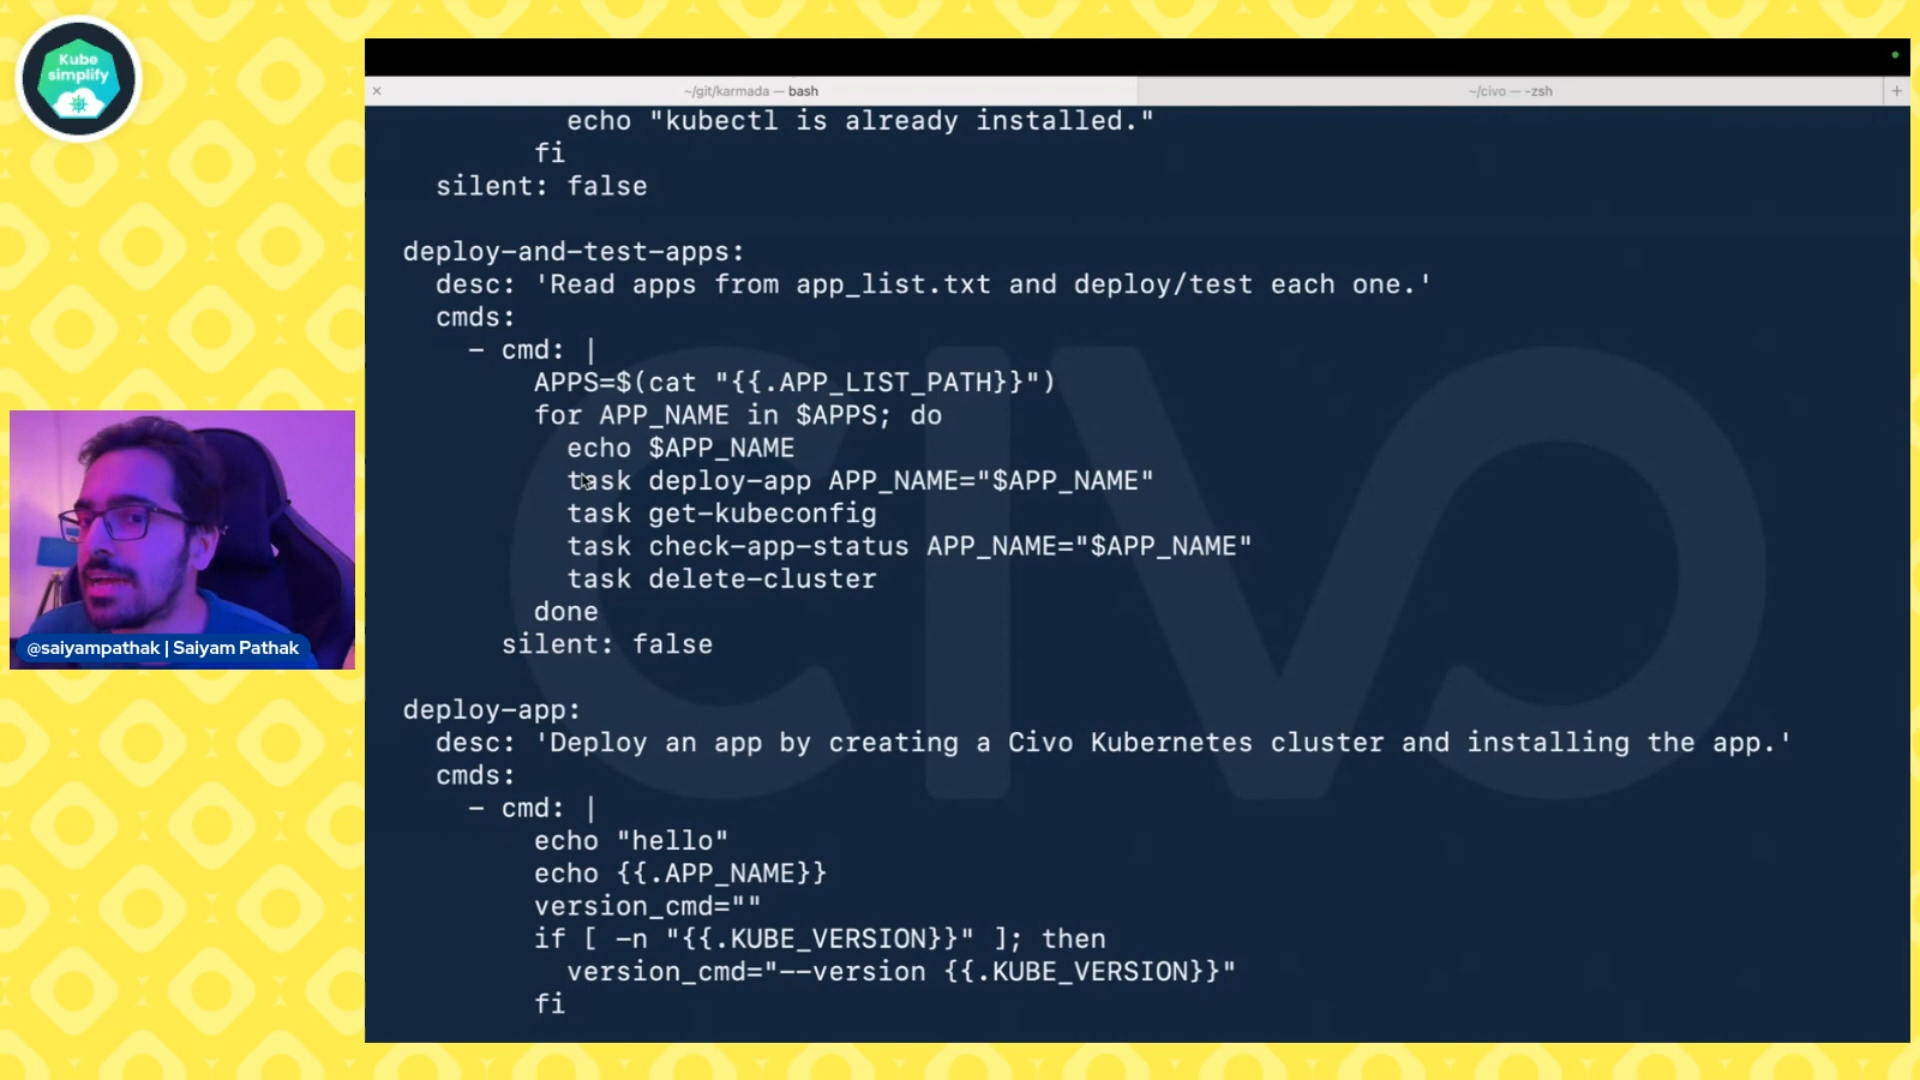 Kube
simplify
~/git/karmada — bash
~/civo — -zsh
echo "kubectl is already installed."
fi
silent: false
deploy-and-test-apps:
desc: 'Read apps from app_list.txt and deploy/test each one.'
cmds:
- cmd: |
APPS=$(cat "{{.APP_LIST_PATH}}")
for APP_NAME in $APPS; do
echo $APP_NAME
task deploy-app APP_NAME="$APP_NAME"
task get-kubeconfig
task check-app-status APP_NAME="$APP_NAME"
task delete-cluster
done
silent: false
deploy-app:
desc: 'Deploy an app by creating a Civo Kubernetes cluster and installing the app.'
cmds:
- cmd: |
echo "hello"
echo {{.APP_NAME}}
version_cmd=""
if [ -n "{{.KUBE_VERSION}}" ]; then
version_cmd="--version {{.KUBE_VERSION}}"
fi
CIVO
@saiyampathak | Saiyam Pathak